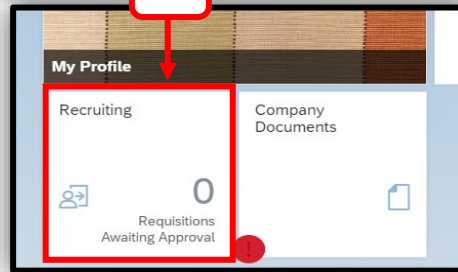 My Profile
Recruiting
Company
Documents
0
Requisitions
Awaiting Approval
!